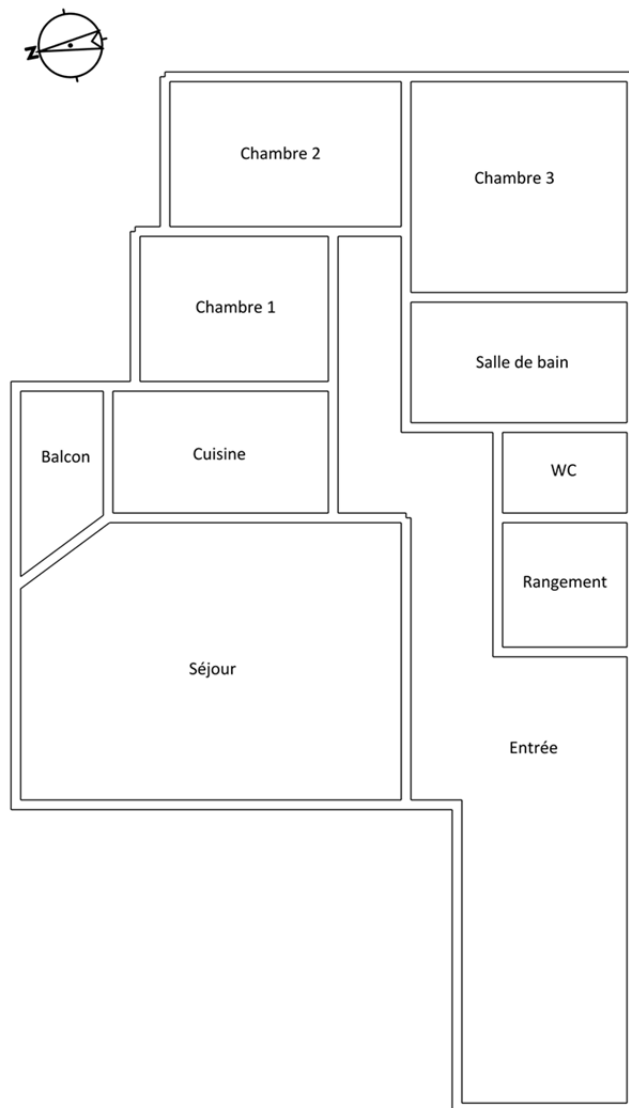 N
Chambre 2
Chambre 3
Chambre 1
Salle de bain
Balcon
Cuisine
WC
Rangement
Séjour
Entrée